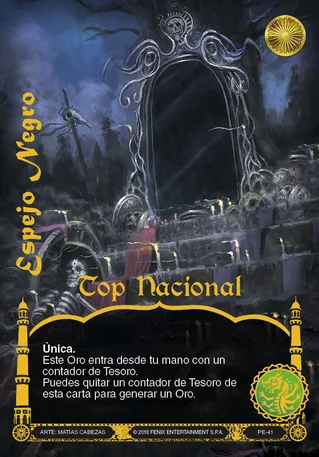 Espejo Negro
Top Nacional
Única.
Este Oro entra desde tu mano con un
contador de Tesoro.
Puedes quitar un contador de Tesoro de
esta carta para generar un Oro.
ARTE: MATÍAS CABEZAS
© 2018 FENIX ENTERTAINMENT S.P.A.
PE-41